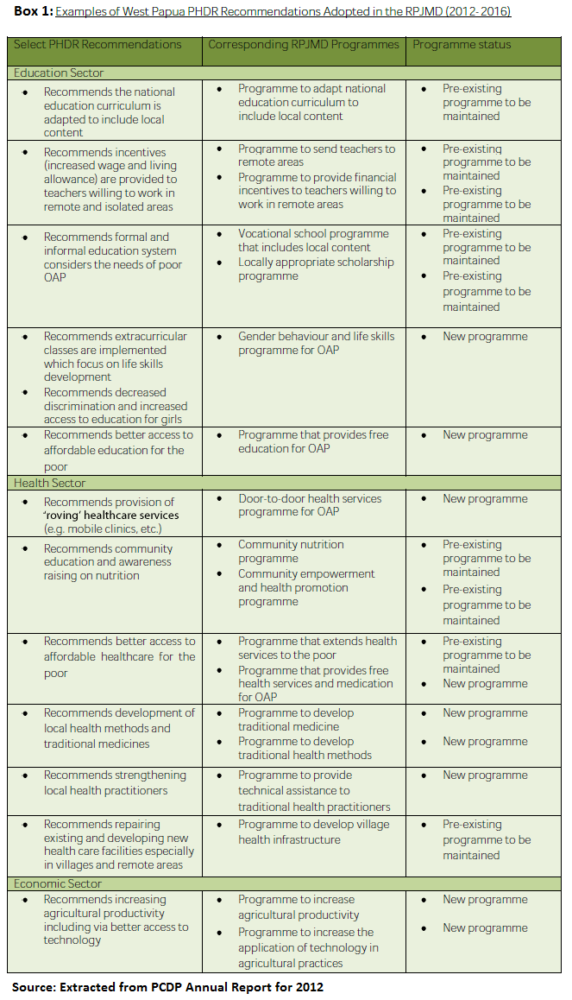 Box 1: Examples of West Papua PHDR Recommendations Adopted in the RPJMD (2012-2016)
Select PHDR Recommendations
Corresponding RPJMD Programmes
Programme status
Education Sector
• Recommends the national
education curriculum is
adapted to include local
content
• Programme to adapt national
education curriculum to
include local content
• Pre-existing
programme to be
maintained
• Recommends incentives
(increased wage and living
allowance) are provided to
teachers willing to work in
remote and isolated areas
• Programme to send teachers to
remote areas
• Programme to provide financial
incentives to teachers willing to
work in remote areas
• Pre-existing
programme to be
maintained
• Pre-existing
programme to be
maintained
• Recommends formal and
informal education system
considers the needs of poor
OAP
• Vocational school programme
that includes local content
• Locally appropriate scholarship
programme
• Pre-existing
programme to be
maintained
• Pre-existing
programme to be
maintained
• Recommends extracurricular
classes are implemented
which focus on life skills
development
• Recommends decreased
discrimination and increased
access to education for girls
• Gender behaviour and life skills
programme for OAP
• New programme
• Recommends better access to
affordable education for the
poor
• Programme that provides free
education for OAP
• New programme
Health Sector
• Recommends provision of
‘roving’ healthcare services
(e.g. mobile clinics, etc.)
• Door-to-door health services
programme for OAP
• New programme
• Recommends community
education and awareness
raising on nutrition
• Community nutrition
programme
• Community empowerment
and health promotion
programme
• Pre-existing
programme to be
maintained
• Pre-existing
programme to be
maintained
• Recommends better access to
affordable healthcare for the
poor
• Programme that extends health
services to the poor
• Programme that provides free
health services and medication
for OAP
• Pre-existing
programme to be
maintained
• New programme
• Recommends development of
local health methods and
traditional medicines
• Programme to develop
traditional medicine
• Programme to develop
traditional health methods
• New programme
• New programme
• Recommends strengthening
local health practitioners
• Programme to provide
technical assistance to
traditional health practitioners
• New programme
• Recommends repairing
existing and developing new
health care facilities especially
in villages and remote areas
• Programme to develop village
health infrastructure
• Pre-existing
programme to be
maintained
Economic Sector
• Recommends increasing
agricultural productivity
including via better access to
technology
• Programme to increase
agricultural productivity
• Programme to increase the
application of technology in
agricultural practices
• New programme
• New programme
Source: Extracted from PCDP Annual Report for 2012